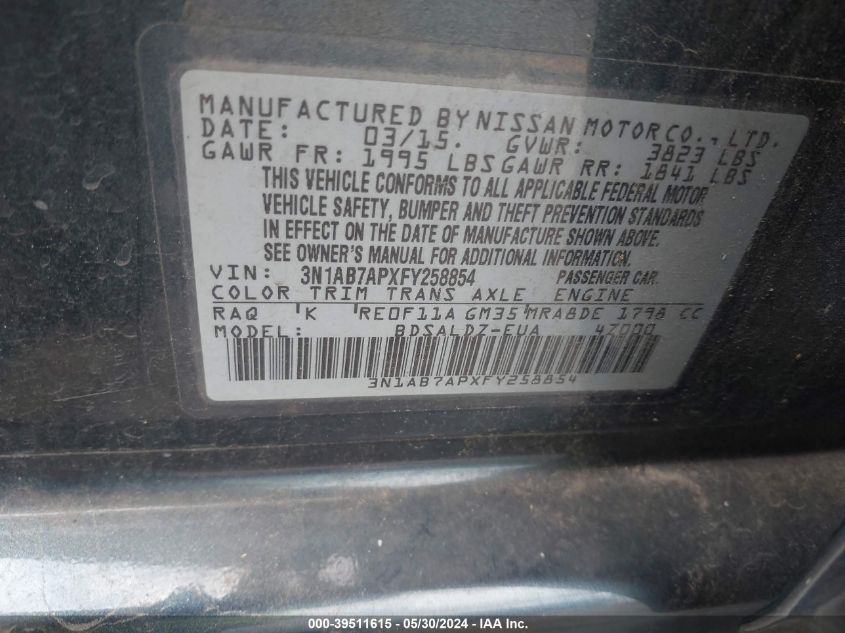 MANUFACTURED BY NISSAN MOTOR CO., LTD.
DATE: 03/15. GVWR: 3823 LBS
GAWR FR: 1995 LBS GAWR RR: 1841 LBS
THIS VEHICLE CONFORMS TO ALL APPLICABLE FEDERAL MOTOR
VEHICLE SAFETY, BUMPER AND THEFT PREVENTION STANDARDS
IN EFFECT ON THE DATE OF MANUFACTURE SHOWN ABOVE.
SEE OWNER'S MANUAL FOR ADDITIONAL INFORMATION.
VIN: 3N1AB7APXFY258854 PASSENGER CAR
COLOR TRIM TRANS AXLE ENGINE
RAQ 'K 'RE0F11A GM35'MRA8DE 1798 CC
BDSALDZ-EUA 47000
3N1AB7APXFY258854
000-39511615 - 05/30/2024 - IAA Inc.